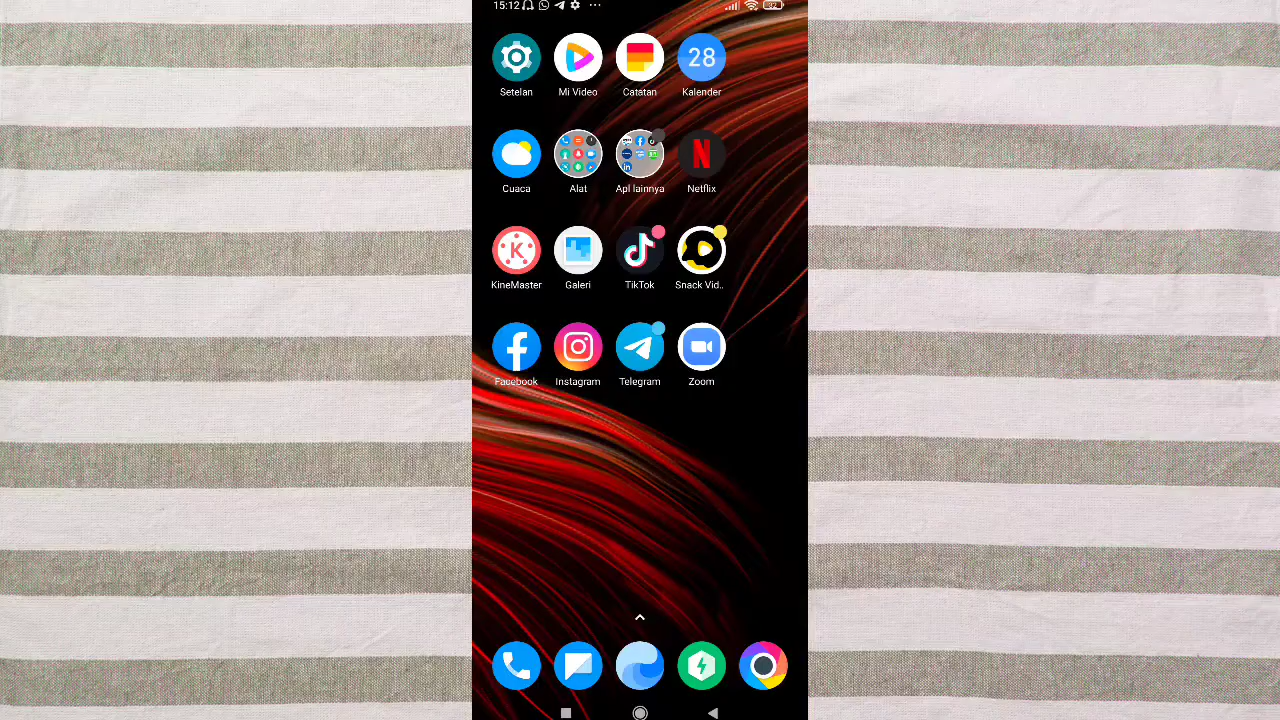 15:12
32
Setelan
Mi Video
Catatan
28
Kalender
Cuaca
Alat
Apl lainnya
N
Netflix
K
KineMaster
Galeri
TikTok
Snack Vid..
Facebook
Instagram
Telegram
Zoom